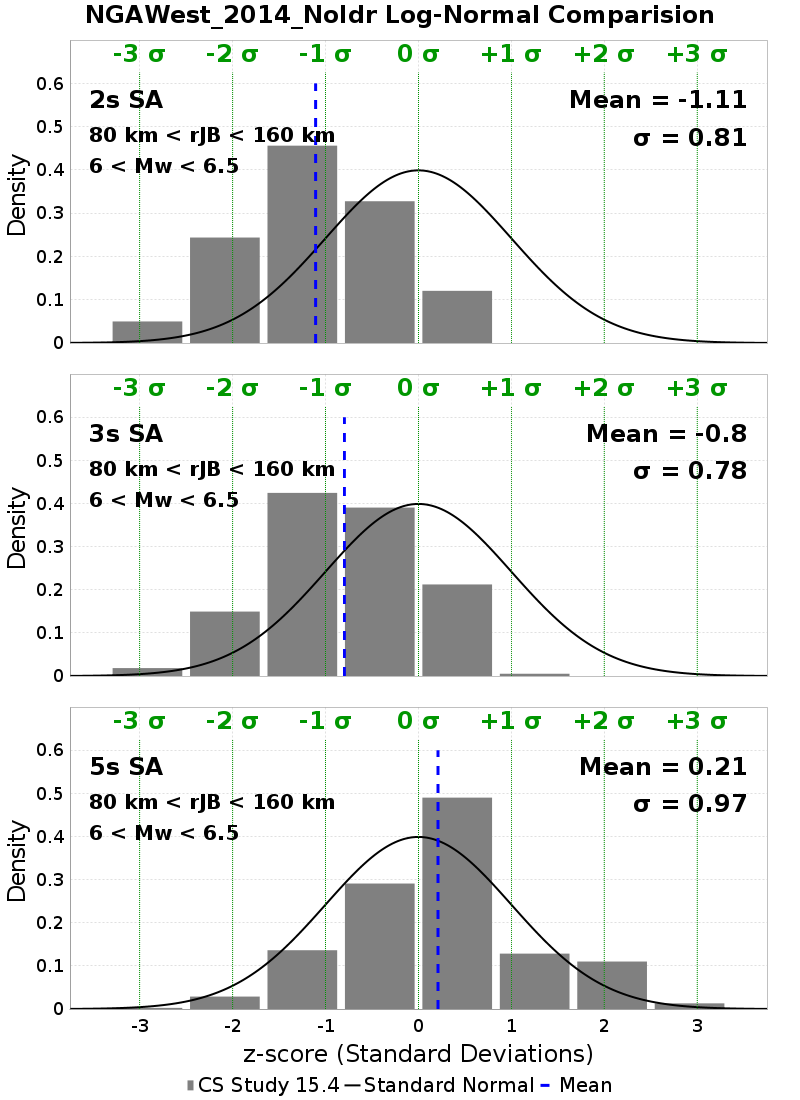 NGAWest_2014_NoIdr Log-Normal Comparision
-3 σ -2 σ -1 σ 0 σ +1 σ +2 σ +3 σ
2s SA
80 km < rJB < 160 km
6 < Mw < 6.5
Mean = -1.11
σ = 0.81
Density
0.6
0.5
0.4
0.3
0.2
0.1
0
-3 σ -2 σ -1 σ 0 σ +1 σ +2 σ +3 σ
3s SA
80 km < rJB < 160 km
6 < Mw < 6.5
Mean = -0.8
σ = 0.78
Density
0.6
0.5
0.4
0.3
0.2
0.1
0
-3 σ -2 σ -1 σ 0 σ +1 σ +2 σ +3 σ
5s SA
80 km < rJB < 160 km
6 < Mw < 6.5
Mean = 0.21
σ = 0.97
Density
0.6
0.5
0.4
0.3
0.2
0.1
0
-3 -2 -1 0 1 2 3
z-score (Standard Deviations)
CS Study 15.4 Standard Normal Mean